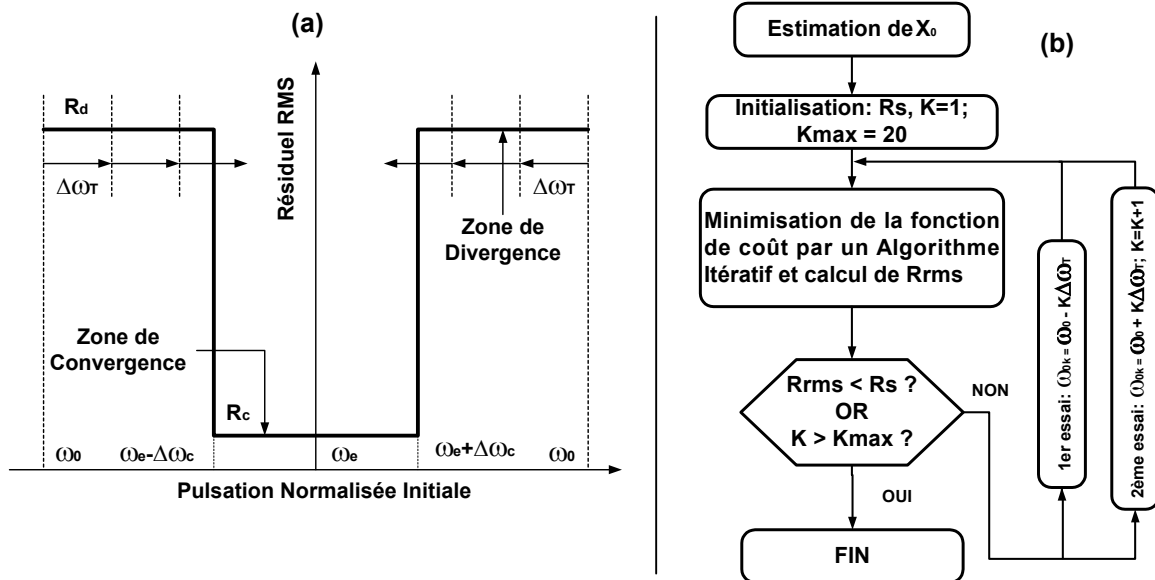 (a)
Résiduel RMS
Rd
ΔωT
ΔωT
Zone de
Divergence
Zone de
Convergence
Rc
ω0
ωe-Δωc
ωe
ωe+Δωc
ω0
Pulsation Normalisée Initiale
(b)
Estimation de X0
Initialisation: Rs, K=1;
Kmax = 20
Minimisation de la fonction
de coût par un Algorithme
Itératif et calcul de Rrms
Rrms < Rs ?
OR
K > Kmax ?
NON
OUI
FIN
1er essai: ω0k = ω0 - KΔωT
2ème essai: ω0k = ω0 + KΔωT; K=K+1